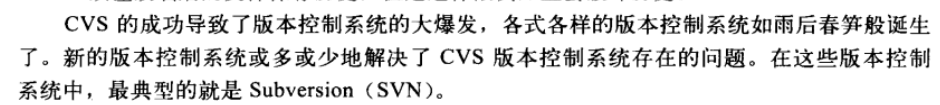 CVS 的成功导致了版本控制系统的大爆发，各式各样的版本控制系统如雨后春笋般诞生
了。新的版本控制系统或多或少地解决了 CVS 版本控制系统存在的问题。在这些版本控制
系统中，最典型的就是 Subversion（SVN）。